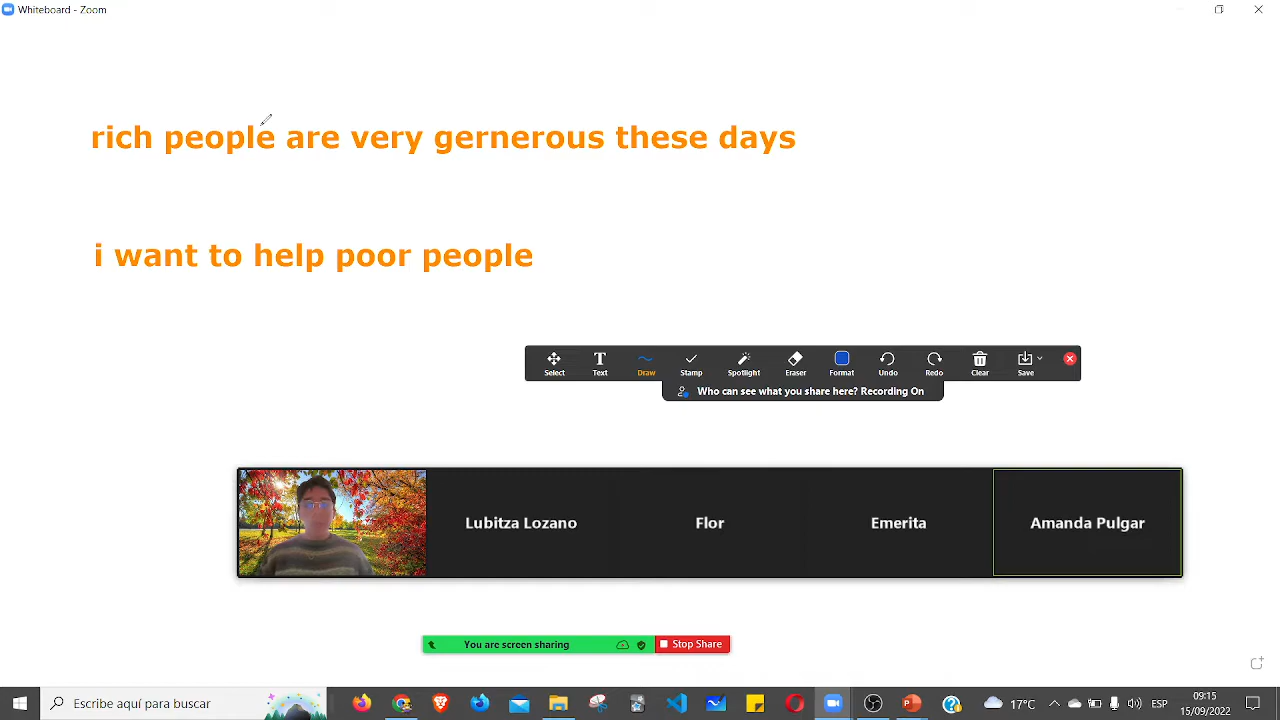 Whiteboard - Zoom
rich people are very gernerous these days
i want to help poor people
Select Text Draw Stamp Spotlight Eraser Format Undo Redo Clear Save
Who can see what you share here? Recording On
Lubitza Lozano Flor Emerita Amanda Pulgar
You are screen sharing Stop Share
Escribe aquí para buscar 17°C ESP 09:15
15/09/2022